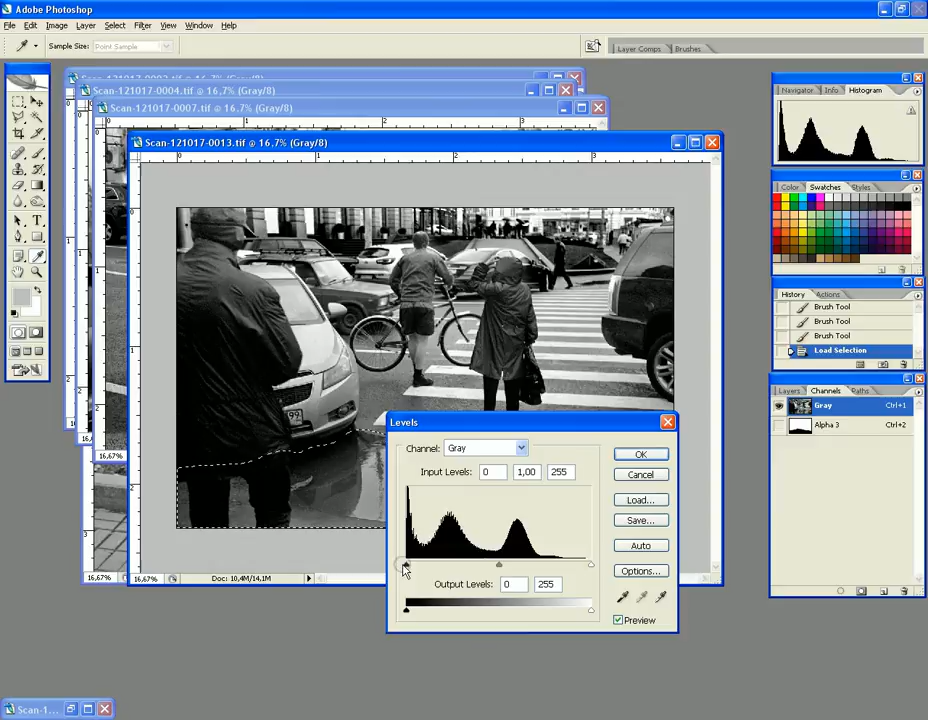 Adobe Photoshop
File Edit Image Layer Select Filter View Window Help
Sample Size: Point Sample
Layer Comps Brushes
Scan-121017-0004.tif @ 16,7% (Gray/8)
Scan-121017-0007.tif @ 16,7% (Gray/8)
Scan-121017-0013.tif @ 16,7% (Gray/8)
Navigator Info Histogram
Color Swatches Styles
History Actions
Brush Tool
Brush Tool
Brush Tool
Load Selection
Layers Channels Paths
Gray Ctrl+1
Alpha 3 Ctrl+2
Levels
Channel: Gray
Input Levels: 0 1,00 255
Output Levels: 0 255
OK
Cancel
Load...
Save...
Auto
Options...
Preview
16,67% 16,67% 16,67% Doc: 10,4M/14,1M
Scan-1...